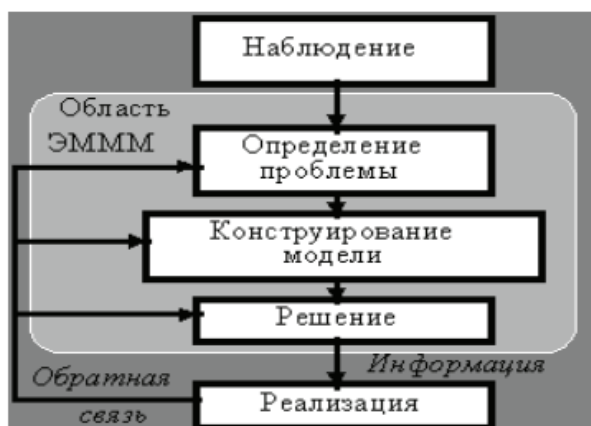 Наблюдение
Область
ЭМММ
Определение
проблемы
Конструирование
модели
Решение
Информация
Обратная
связь
Реализация